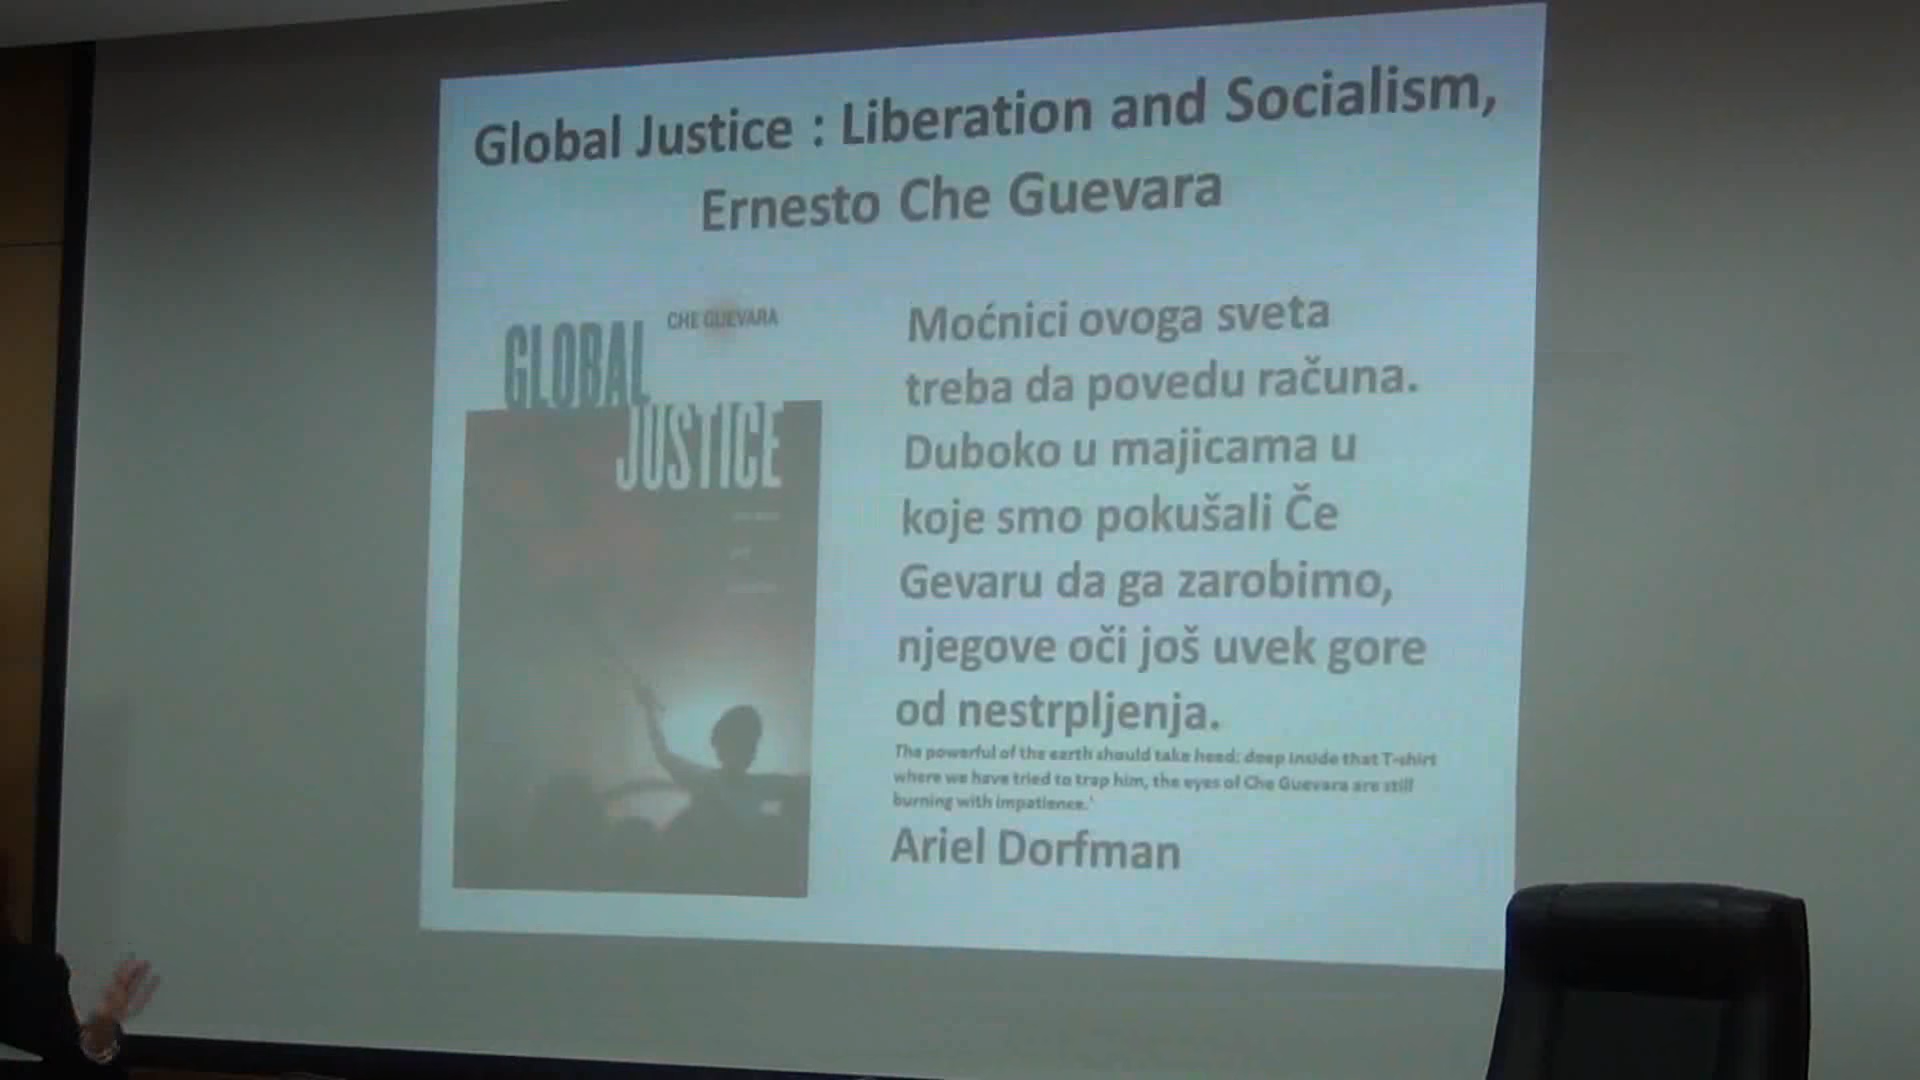 Global Justice : Liberation and Socialism,
Ernesto Che Guevara
CHE GUEVARA
GLOBAL
JUSTICE
Moćnici ovoga sveta
treba da povedu računa.
Duboko u majicama u
koje smo pokušali Če
Gevaru da ga zarobimo,
njegove oči još uvek gore
od nestrpljenja.
The powerful of the earth should take heed: deep inside that T-shirt
where we have tried to trap him, the eyes of Che Guevara are still
burning with impatience.'
Ariel Dorfman